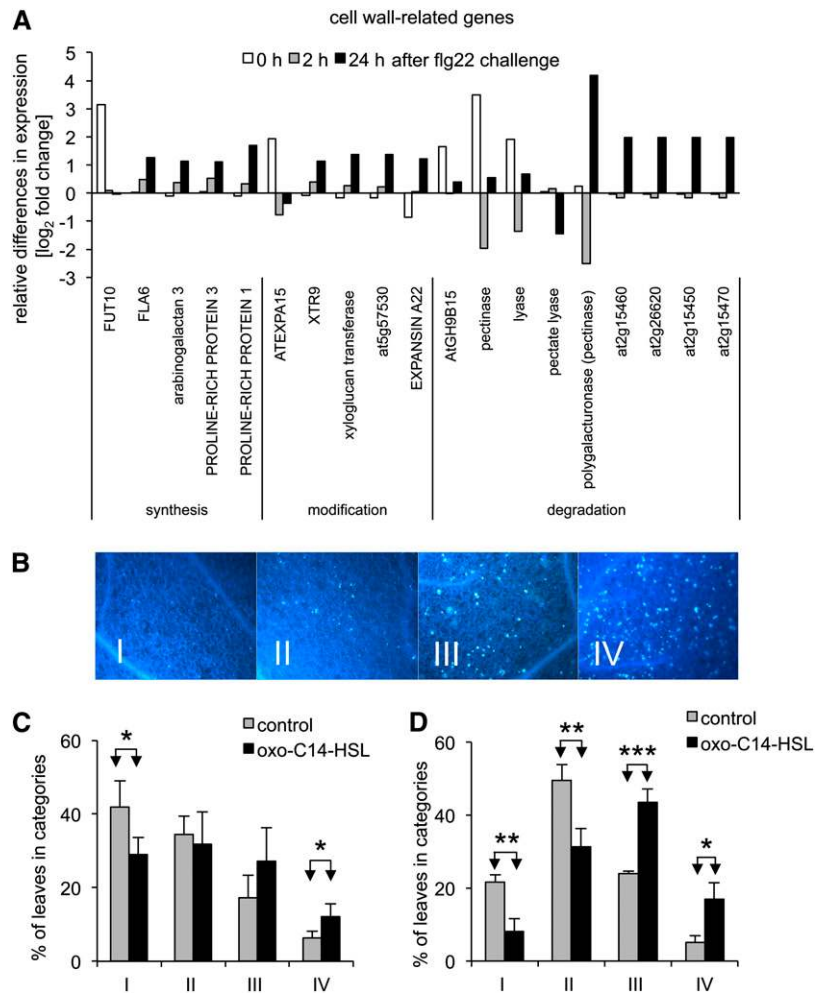 A
cell wall-related genes
0 h 2 h 24 h after flg22 challenge
relative differences in expression
[log2 fold change]
5
4
3
2
1
0
-1
-2
-3
FUT10
FLA6
arabinogalactan 3
PROLINE-RICH PROTEIN 3
PROLINE-RICH PROTEIN 1
ATEXPA15
XTR9
xyloglucan transferase
at5g57530
EXPANSIN A22
AtGH9B15
pectinase
lyase
pectate lyase
polygalacturonase (pectinase)
at2g15460
at2g26620
at2g15450
at2g15470
synthesis
modification
degradation
B
I
II
III
IV
C
control
oxo-C14-HSL
% of leaves in categories
60
40
20
0
*
*
I
II
III
IV
D
control
oxo-C14-HSL
% of leaves in categories
60
40
20
0
**
**
***
*
I
II
III
IV